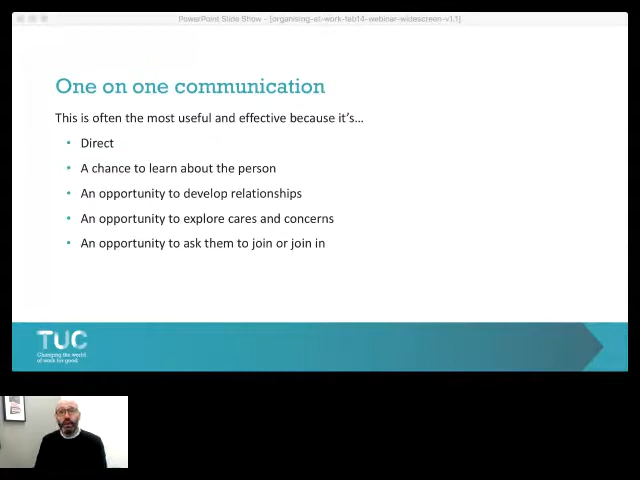 PowerPoint Slide Show - [organising-at-work-feb14-webinar-widescreen-v1.1]
One on one communication
This is often the most useful and effective because it's...
• Direct
• A chance to learn about the person
• An opportunity to develop relationships
• An opportunity to explore cares and concerns
• An opportunity to ask them to join or join in
TUC
Changing the world
of work for good